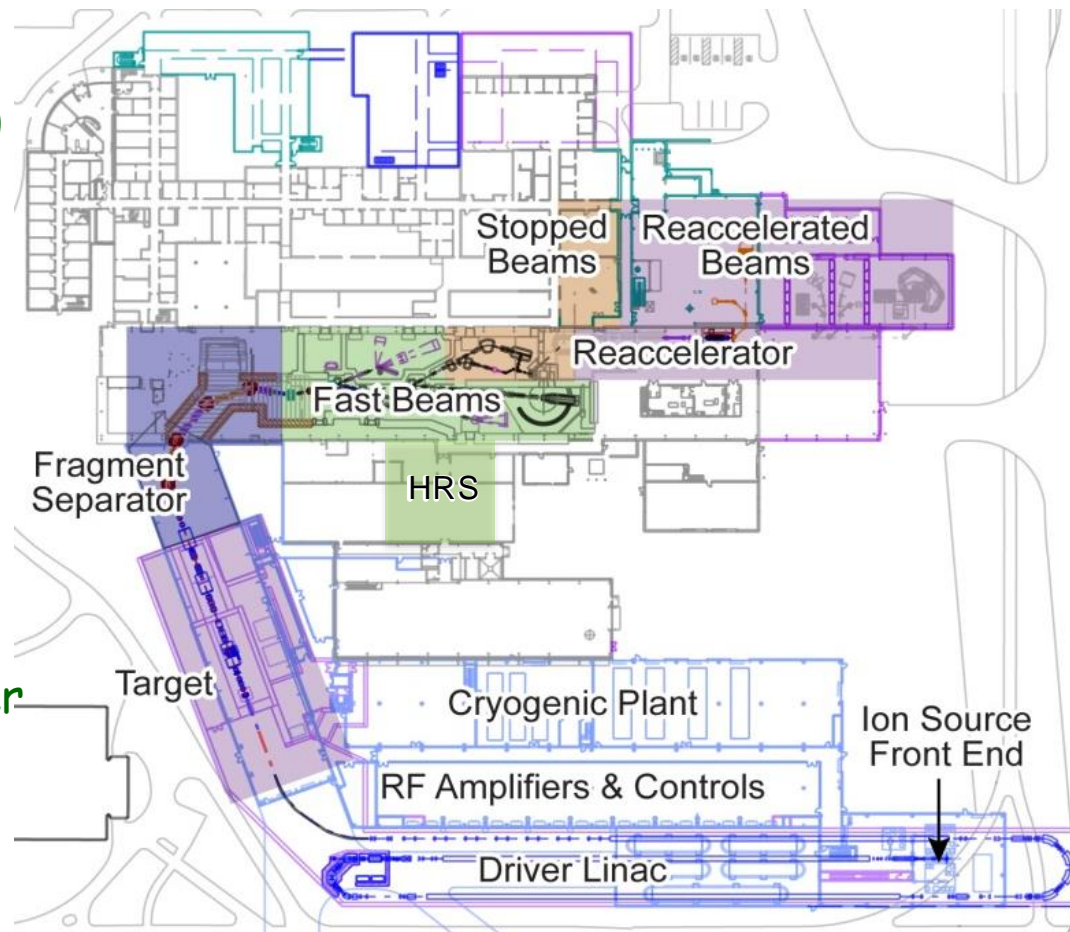 )
Stopped
Beams
Reaccelerated
Beams
Reaccelerator
Fast Beams
Fragment
Separator
HRS
Target
r
Cryogenic Plant
Ion Source
Front End
RF Amplifiers & Controls
Driver Linac